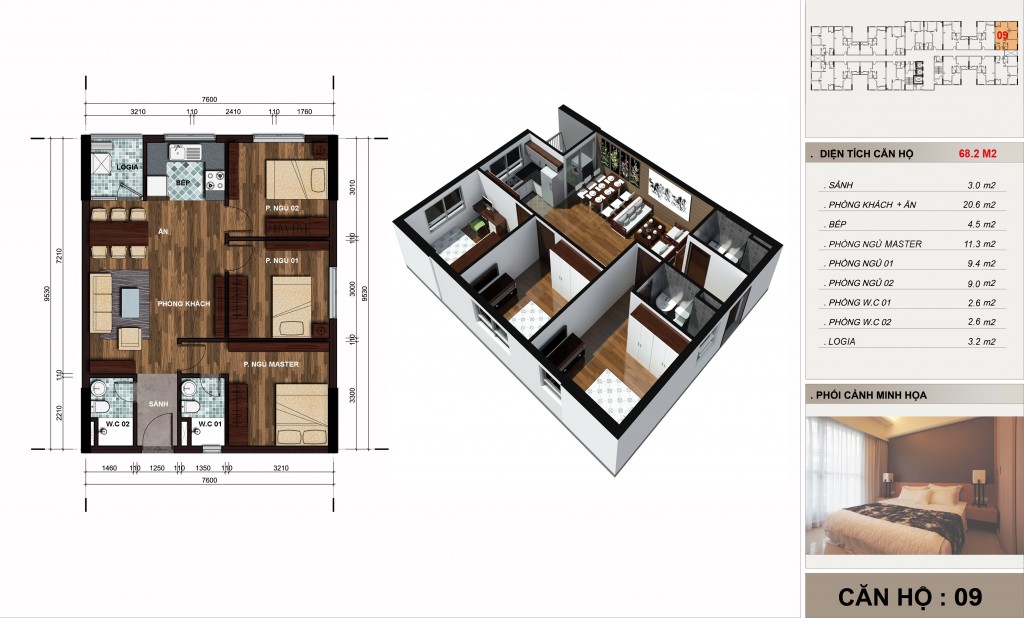 7600
3210 110 2410 110 1760
LOGIA
BẾP
P. NGỦ 02
ĂN
P. NGỦ 01
PHÒNG KHÁCH
P. NGỦ MASTER
SẢNH
W.C 02
W.C 01
9530
7210
110
2210
3010
110
3000
110
3300
9530
1460 110 1250 110 1350 110 3210
7600
09
. DIỆN TÍCH CĂN HỘ 68.2 M2
. SẢNH 3.0 m2
. PHÒNG KHÁCH + ĂN 20.6 m2
. BẾP 4.5 m2
. PHÒNG NGỦ MASTER 11.3 m2
. PHÒNG NGỦ 01 9.4 m2
. PHÒNG NGỦ 02 9.0 m2
. PHÒNG W.C 01 2.6 m2
. PHÒNG W.C 02 2.6 m2
. LOGIA 3.2 m2
. PHỐI CẢNH MINH HỌA
CĂN HỘ : 09